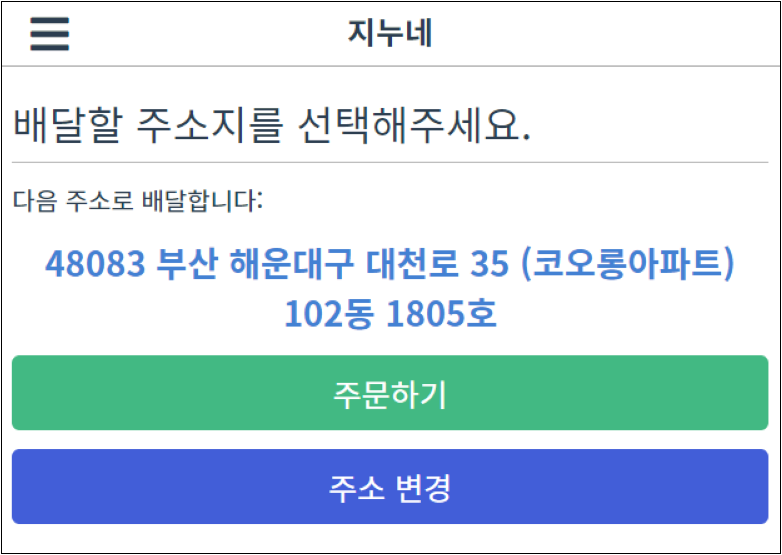 지누네
배달할 주소지를 선택해주세요.
다음 주소로 배달합니다:
48083 부산 해운대구 대천로 35 (코오롱아파트)
102동 1805호
주문하기
주소 변경